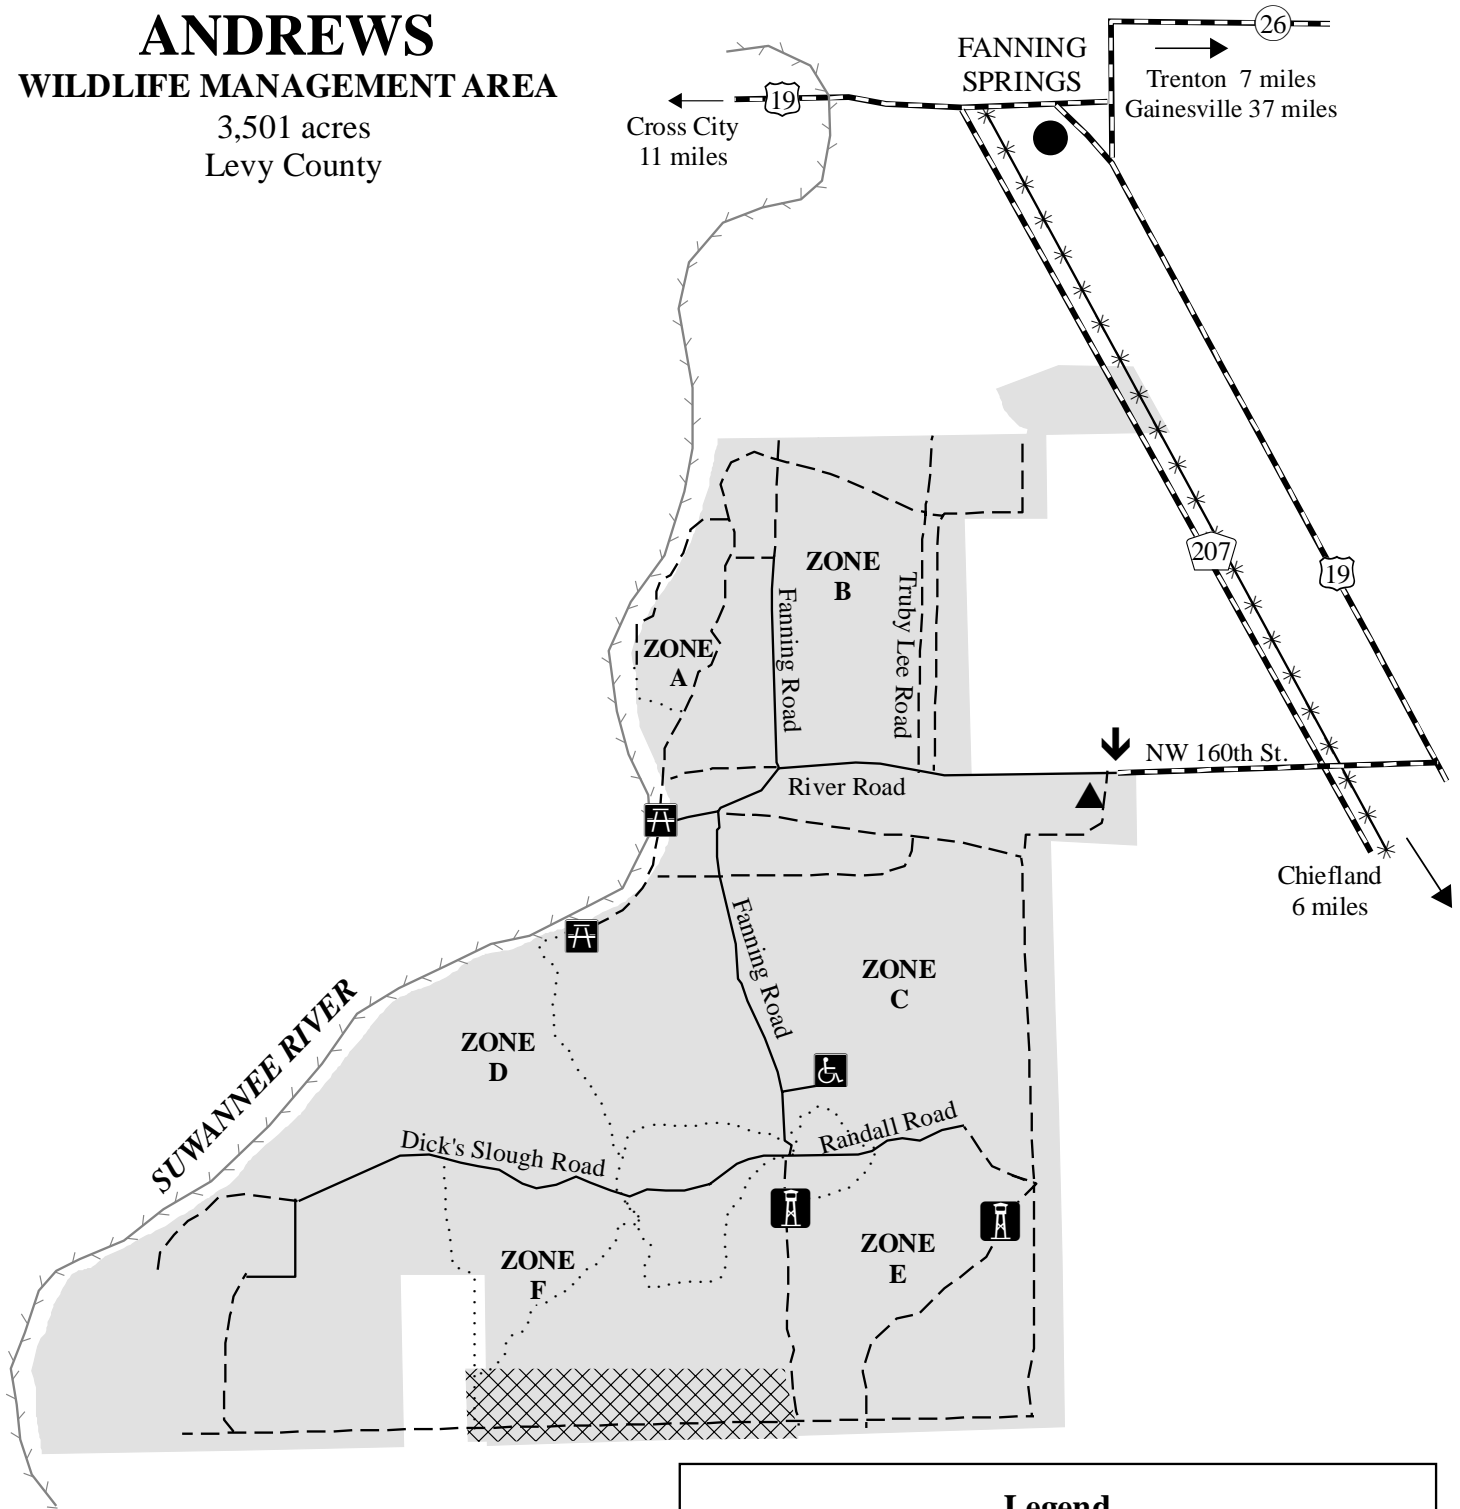 ANDREWS
WILDLIFE MANAGEMENT AREA
3,501 acres
Levy County
26
FANNING
SPRINGS
Trenton 7 miles
Gainesville 37 miles
19
Cross City
11 miles
ZONE
B
207
19
Fanning Road
Truby Lee Road
ZONE
A
NW 160th St.
River Road
Chiefland
6 miles
Fanning Road
ZONE
C
SUWANNEE RIVER
ZONE
D
Randall Road
Dick's Slough Road
ZONE
E
ZONE
F
Legend